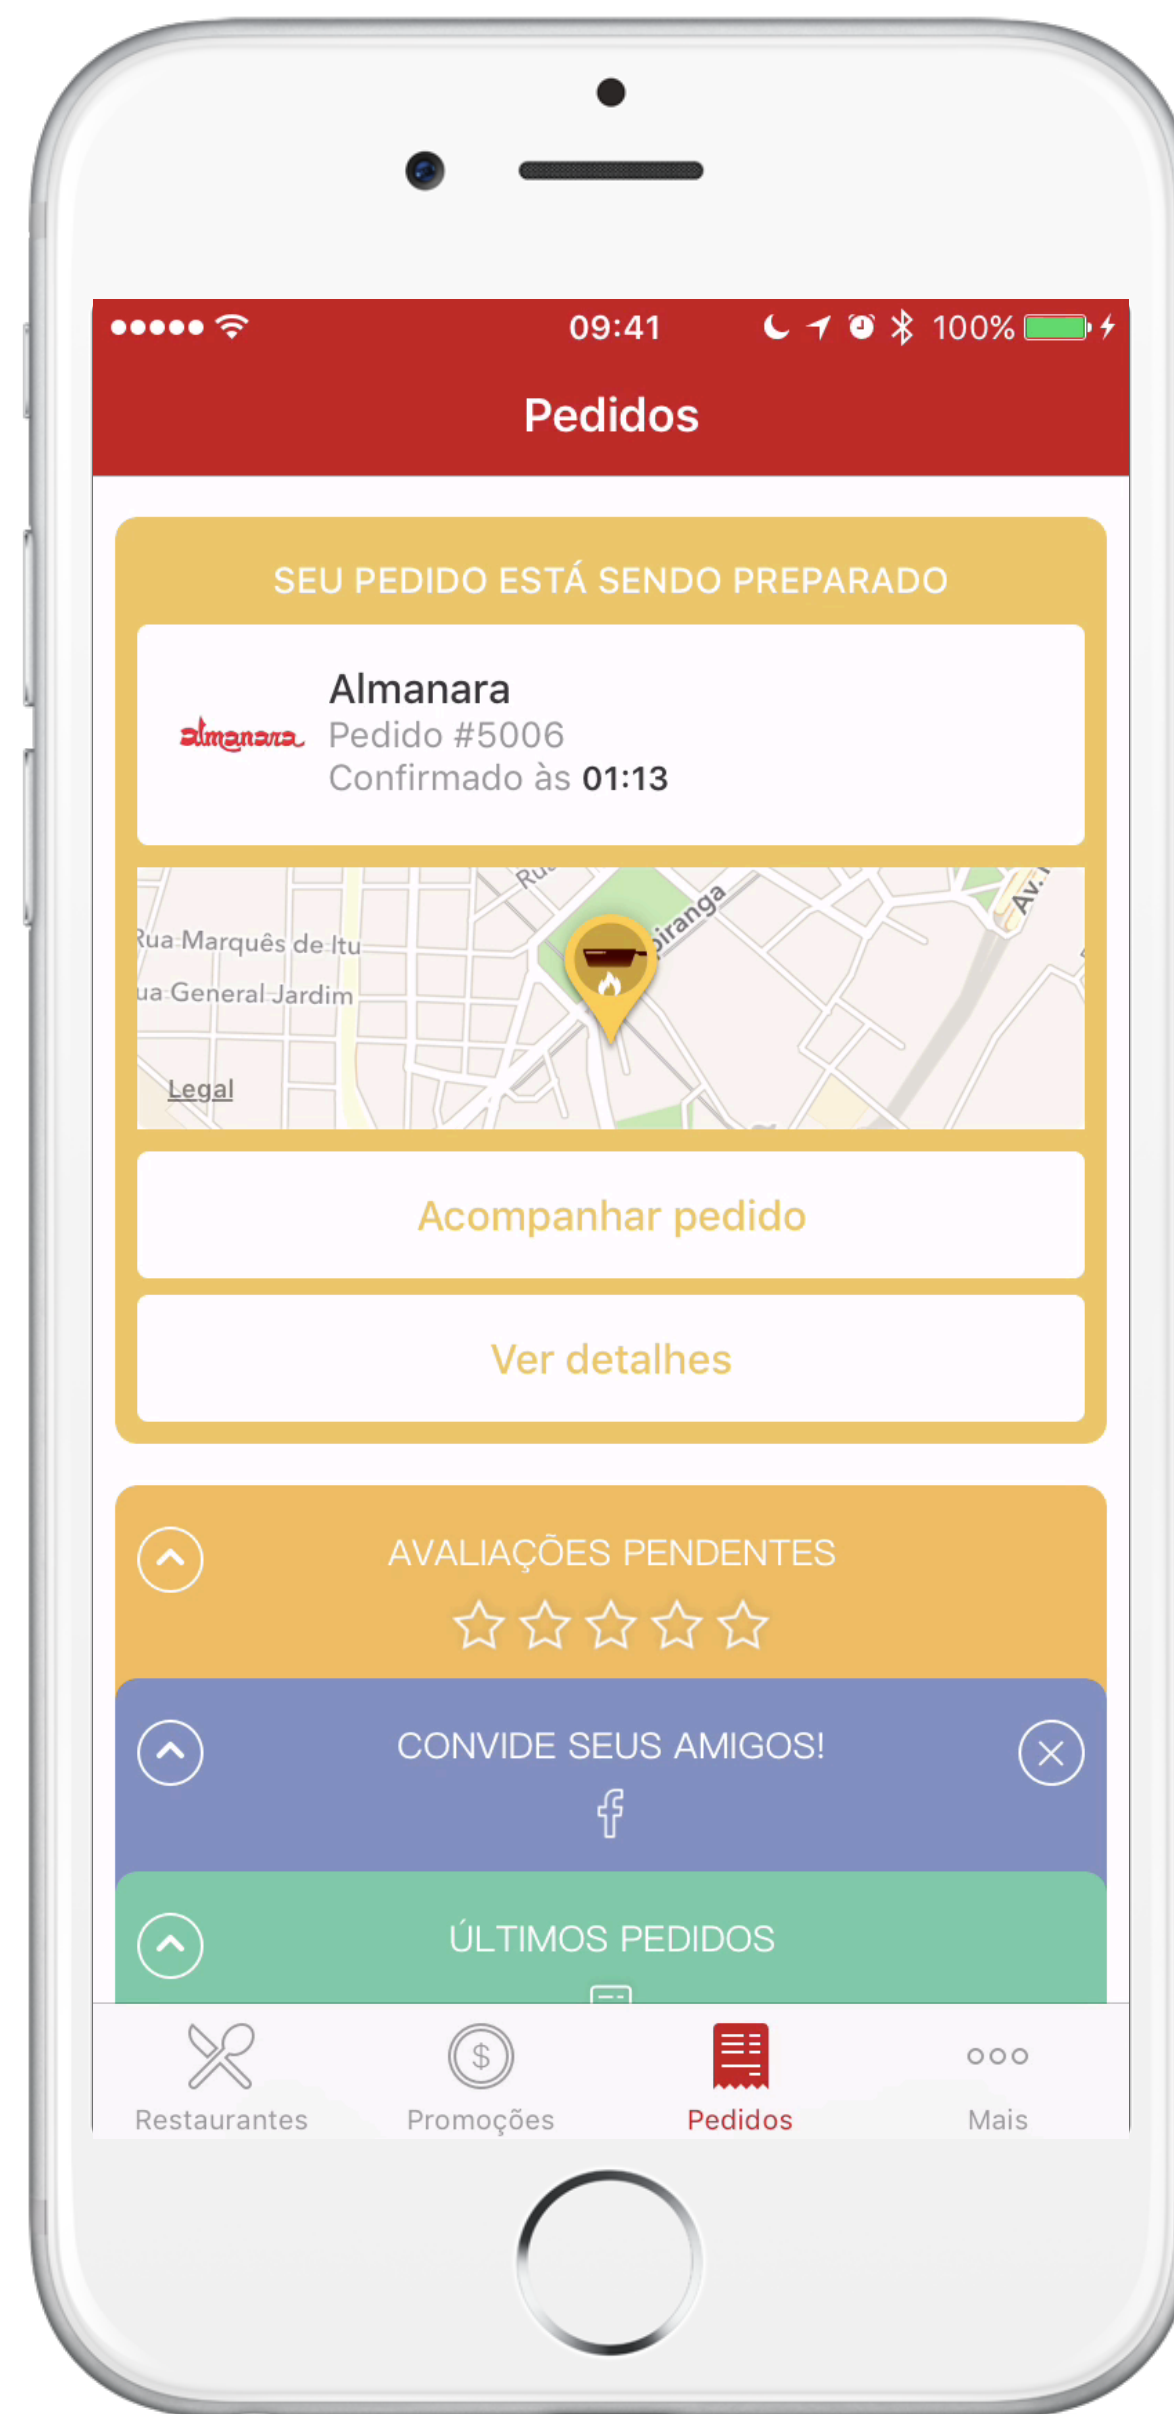 09:41
100%
Pedidos
SEU PEDIDO ESTÁ SENDO PREPARADO
Almanara
almanara
Pedido #5006
Confirmado às 01:13
Rua Marquês de Itu
ua General Jardim
piranga
Av.
Legal
Acompanhar pedido
Ver detalhes
AVALIAÇÕES PENDENTES
CONVIDE SEUS AMIGOS!
ÚLTIMOS PEDIDOS
Restaurantes
Promoções
Pedidos
Mais